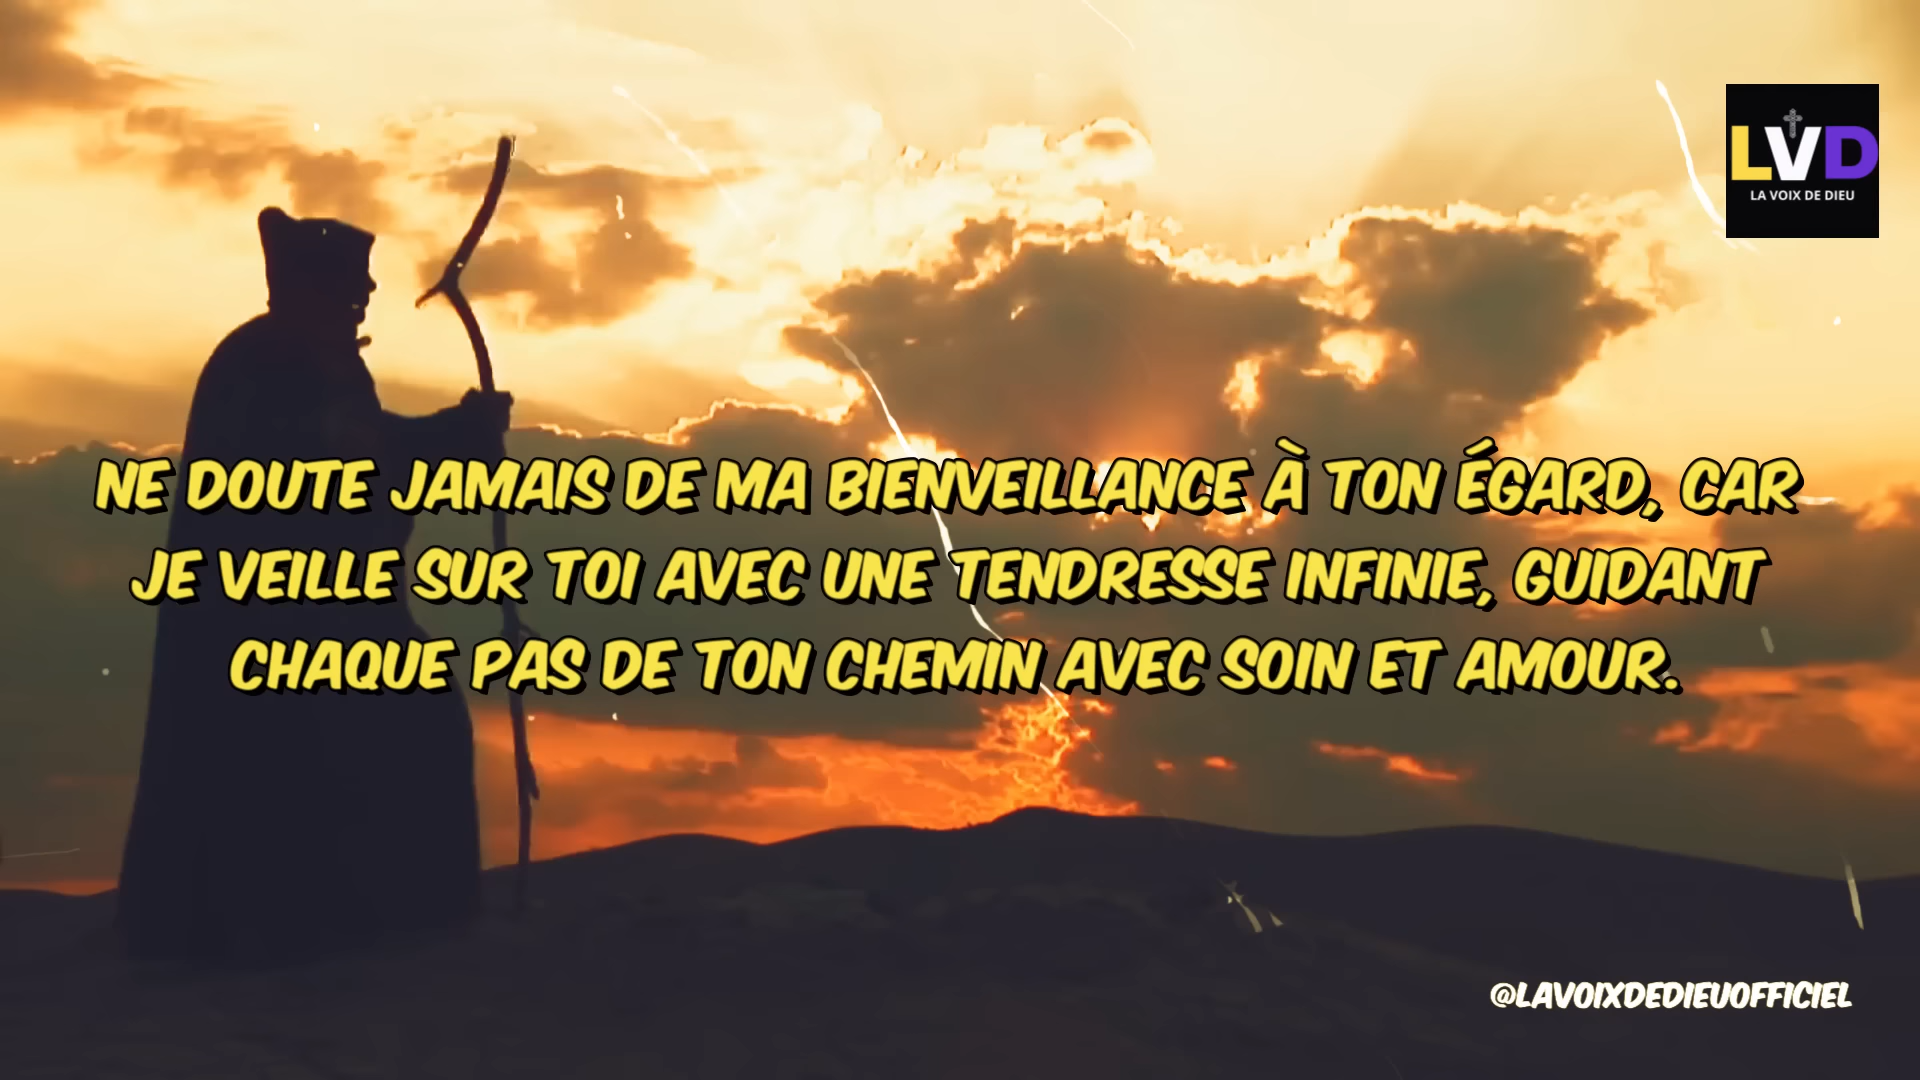 LVD
LA VOIX DE DIEU
NE DOUTE JAMAIS DE MA BIENVEILLANCE À TON ÉGARD, CAR
JE VEILLE SUR TOI AVEC UNE TENDRESSE INFINIE, GUIDANT
CHAQUE PAS DE TON CHEMIN AVEC SOIN ET AMOUR.
@LAVOIXDEDIEUOFFICIEL